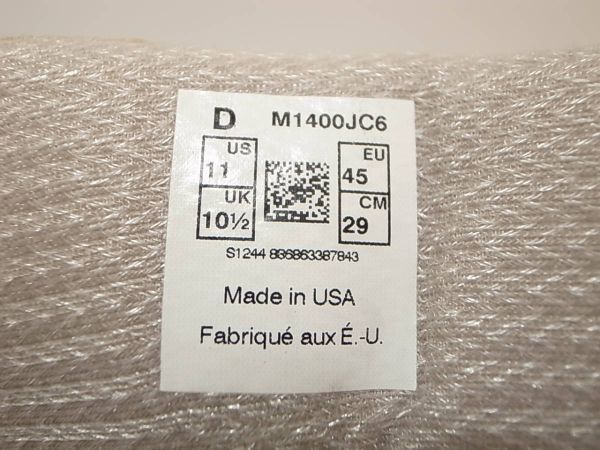 D M1400JC6
US 11 EU 45
UK 10½ CM 29
S1244 886863387843
Made in USA
Fabriqué aux É.-U.